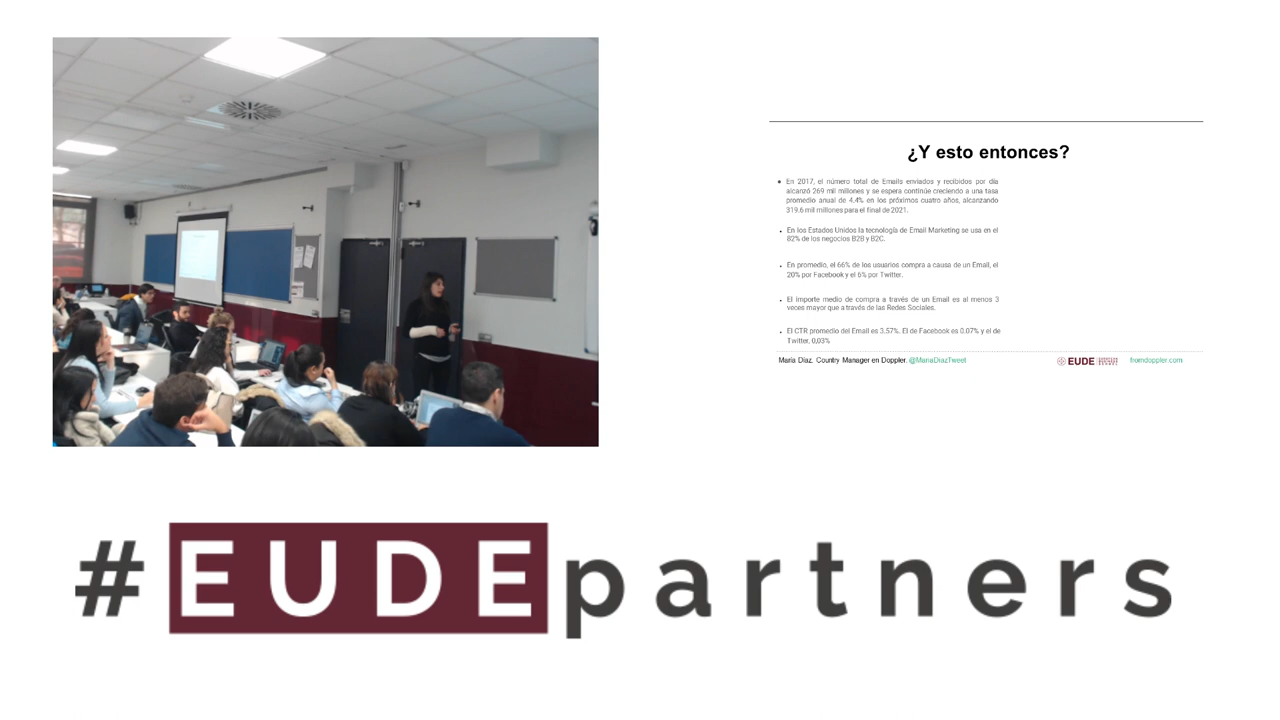 ¿Y esto entonces?
• En 2017, el número total de Emails enviados y recibidos por día
alcanzó 269 mil millones y se espera continúe creciendo a una tasa
promedio anual de 4,4% en los próximos cuatro años, alcanzando
319.6 mil millones para el final de 2021.
• En los Estados Unidos la tecnología de Email Marketing se usa en el
82% de los negocios B2B y B2C.
• En promedio, el 66% de los usuarios compra a causa de un Email, el
20% por Facebook y el 6% por Twitter.
• El importe medio de compra a través de un Email es al menos 3
veces mayor que a través de las Redes Sociales.
• El CTR promedio del Email es 3.57%. El de Facebook es 0.07% y el de
Twitter, 0,03%
María Díaz, Country Manager en Doppler. @MariaDiazTweet EUDE fromdoppler.com
#EUDEpartners